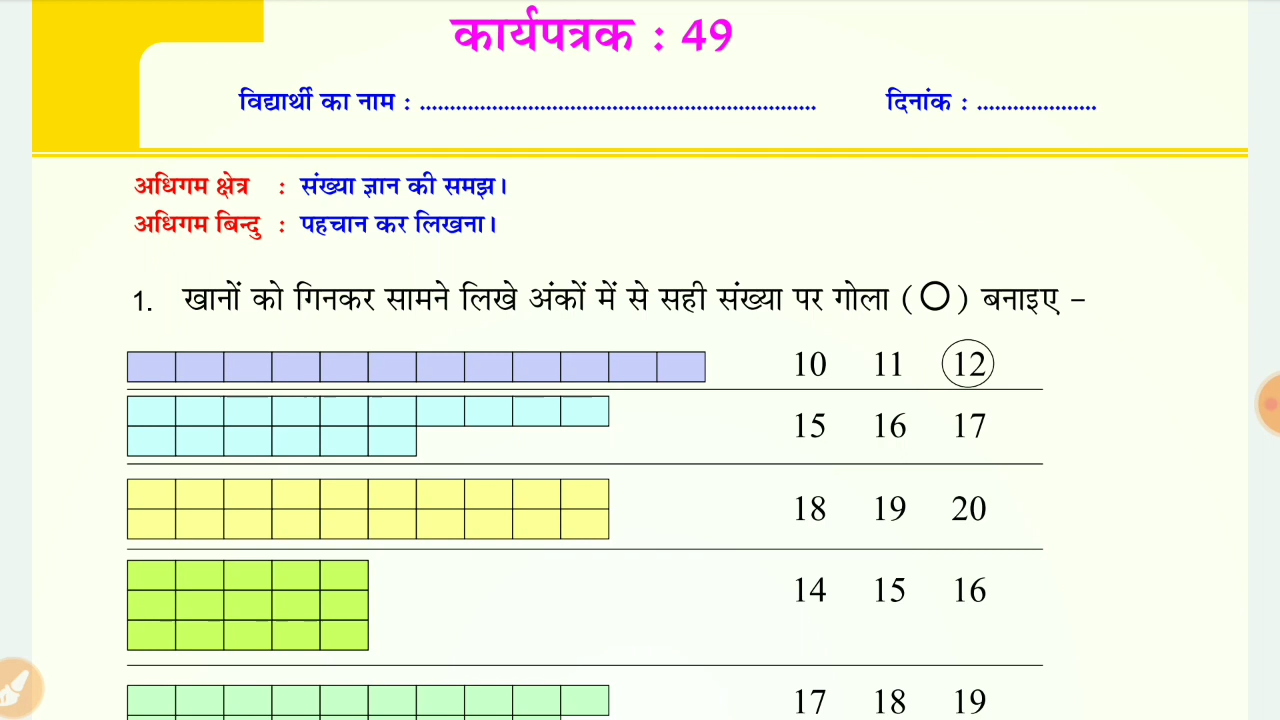 कार्यपत्रक : 49
विद्यार्थी का नाम : .................................................................. दिनांक : ....................
अधिगम क्षेत्र : संख्या ज्ञान की समझ।
अधिगम बिन्दु : पहचान कर लिखना।
1. खानों को गिनकर सामने लिखे अंकों में से सही संख्या पर गोला (○) बनाइए –
10 11 12
15 16 17
18 19 20
14 15 16
17 18 19